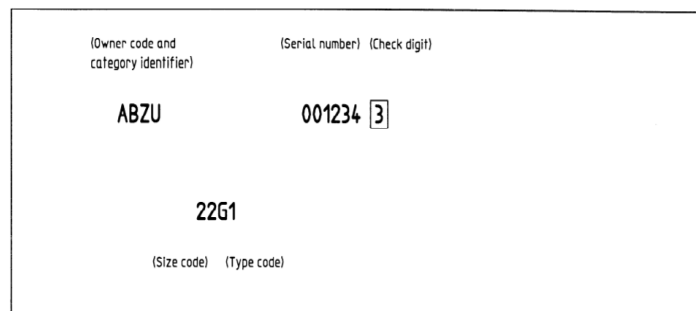 (Owner code and (Serial number) (Check digit)
category identifier)
ABZU 001234 3
22G1
(Size code) (Type code)